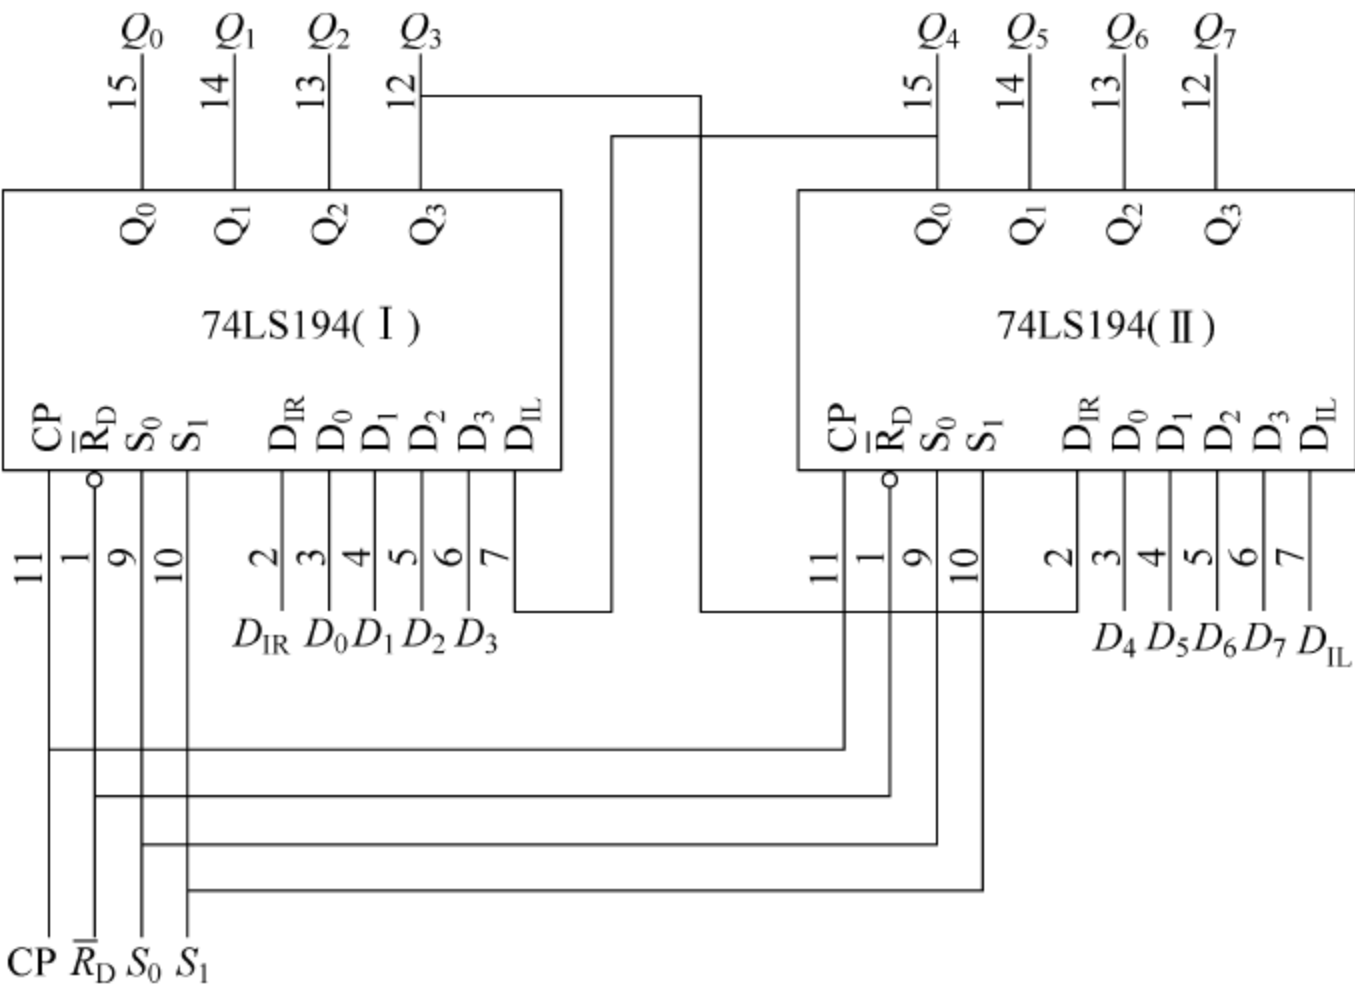 Q0 Q1 Q2 Q3 Q4 Q5 Q6 Q7
15 14 13 12 15 14 13 12
Q0 Q1 Q2 Q3 Q0 Q1 Q2 Q3
74LS194(Ⅰ) 74LS194(Ⅱ)
CP R̅D S0 S1 DIR D0 D1 D2 D3 DIL CP R̅D S0 S1 DIR D0 D1 D2 D3 DIL
11 1 9 10 2 3 4 5 6 7 11 1 9 10 2 3 4 5 6 7
DIR D0 D1 D2 D3 D4 D5 D6 D7 DIL
CP R̅D S0 S1